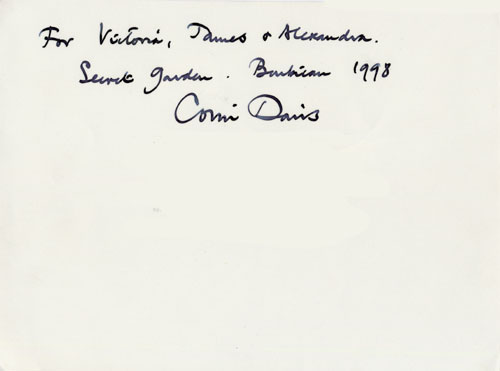 For Victoria, James & Alexandra.
Secret Garden. Barbican 1998
Colin Davis